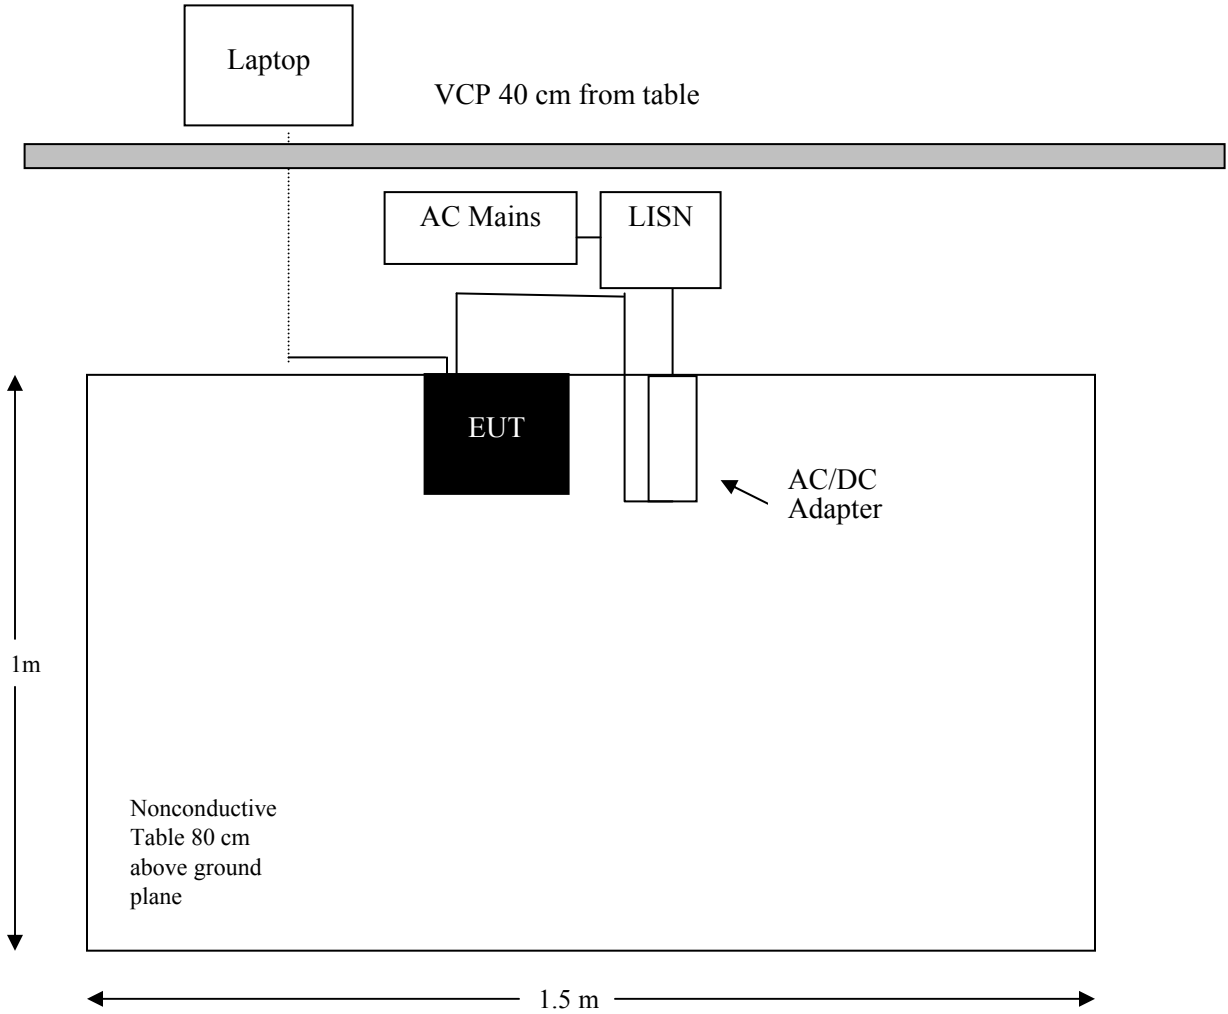 Laptop
VCP 40 cm from table
AC Mains
LISN
EUT
AC/DC
Adapter
1m
Nonconductive
Table 80 cm
above ground
plane
1.5 m